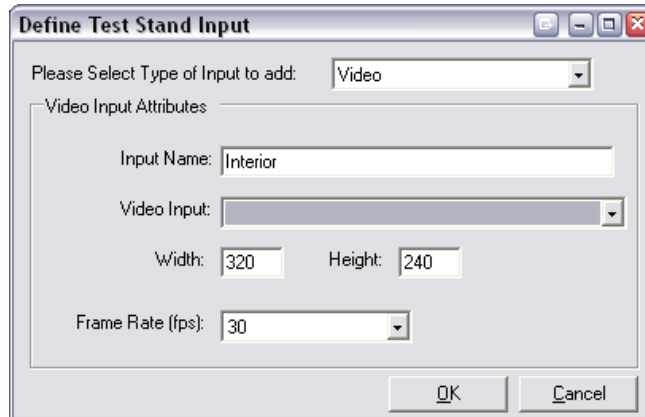 Define Test Stand Input
Please Select Type of Input to add: Video
Video Input Attributes
Input Name: Interior
Video Input:
Width: 320 Height: 240
Frame Rate (fps): 30
OK Cancel